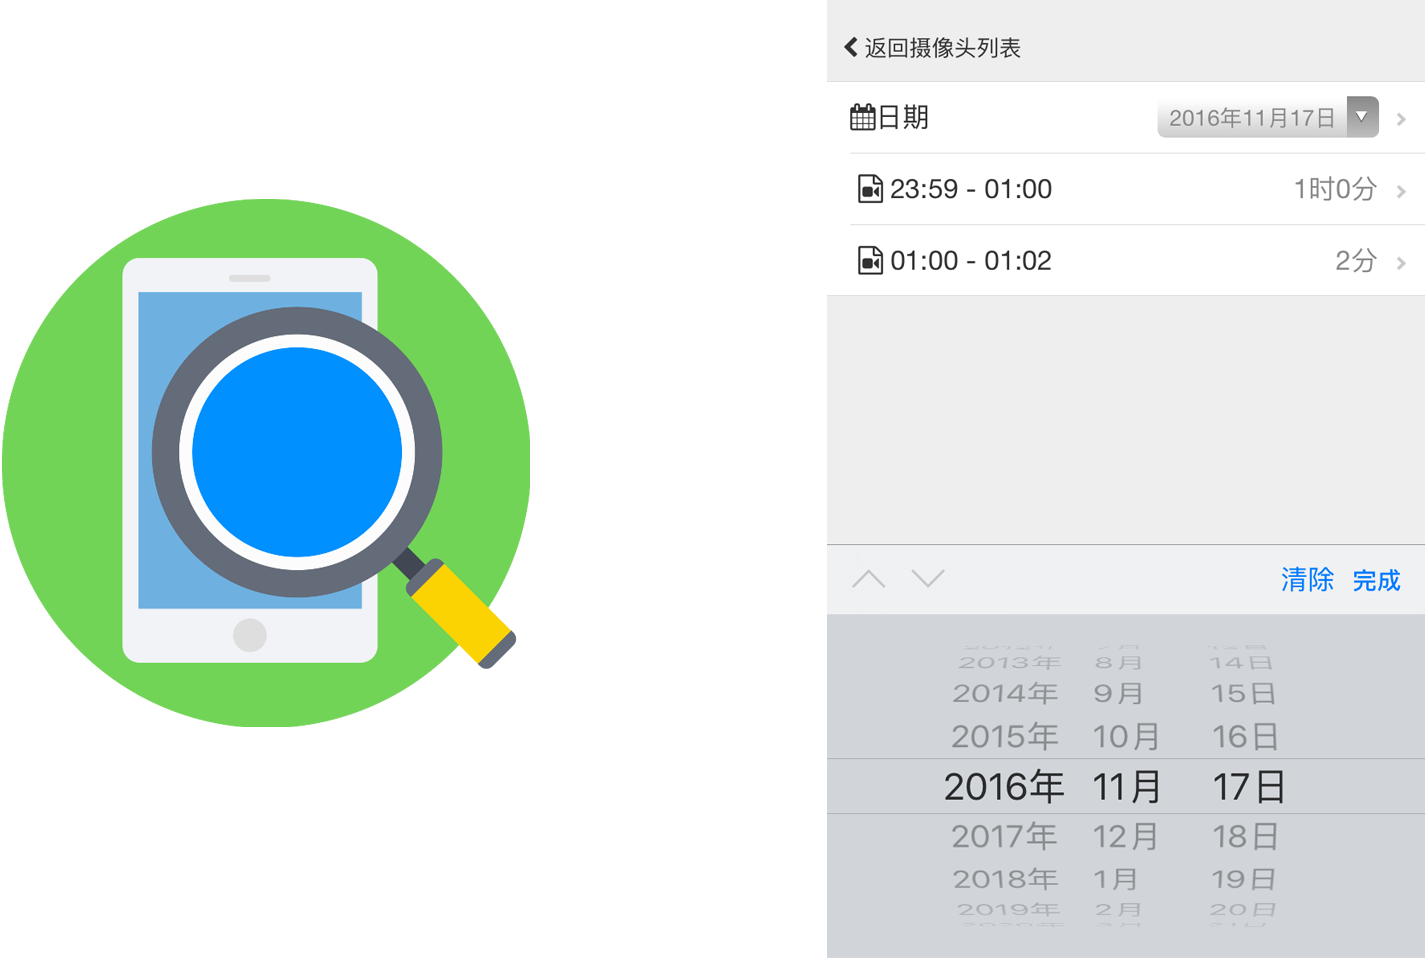 返回摄像头列表
日期 2016年11月17日
23:59 - 01:00 1时0分
01:00 - 01:02 2分
清除 完成
2013年 8月 14日
2014年 9月 15日
2015年 10月 16日
2016年 11月 17日
2017年 12月 18日
2018年 1月 19日
2019年 2月 20日